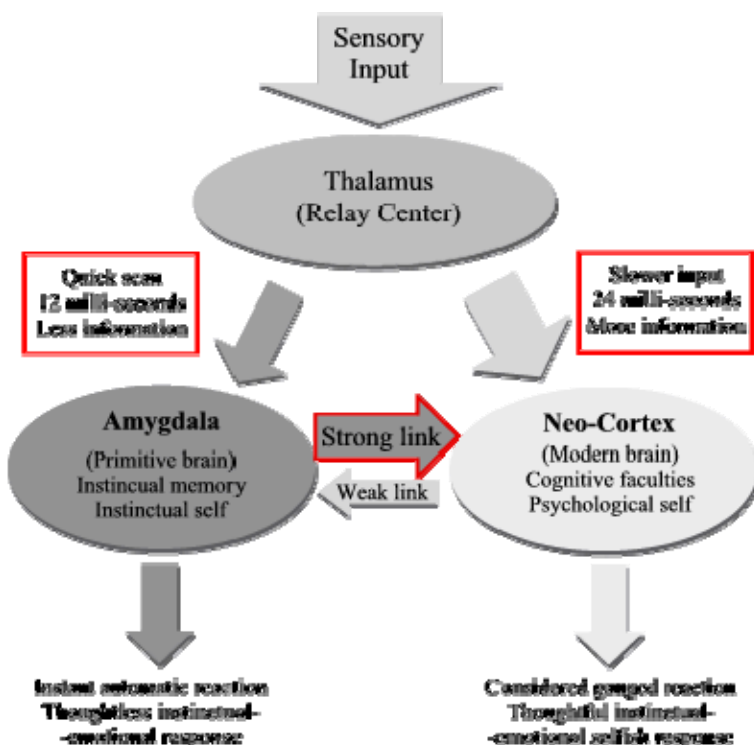 Sensory
Input
Thalamus
(Relay Center)
Quick scan
12 milli-seconds
Less information
Slower input
24 milli-seconds
More information
Amygdala
(Primitive brain)
Instincual memory
Instinctual self
Strong link
Weak link
Neo-Cortex
(Modern brain)
Cognitive faculties
Psychological self
Instant automatic reaction
Thoughtless instinctual-
-emotional response
Considered gauged reaction
Thoughtful instinctual-
-emotional selfish response